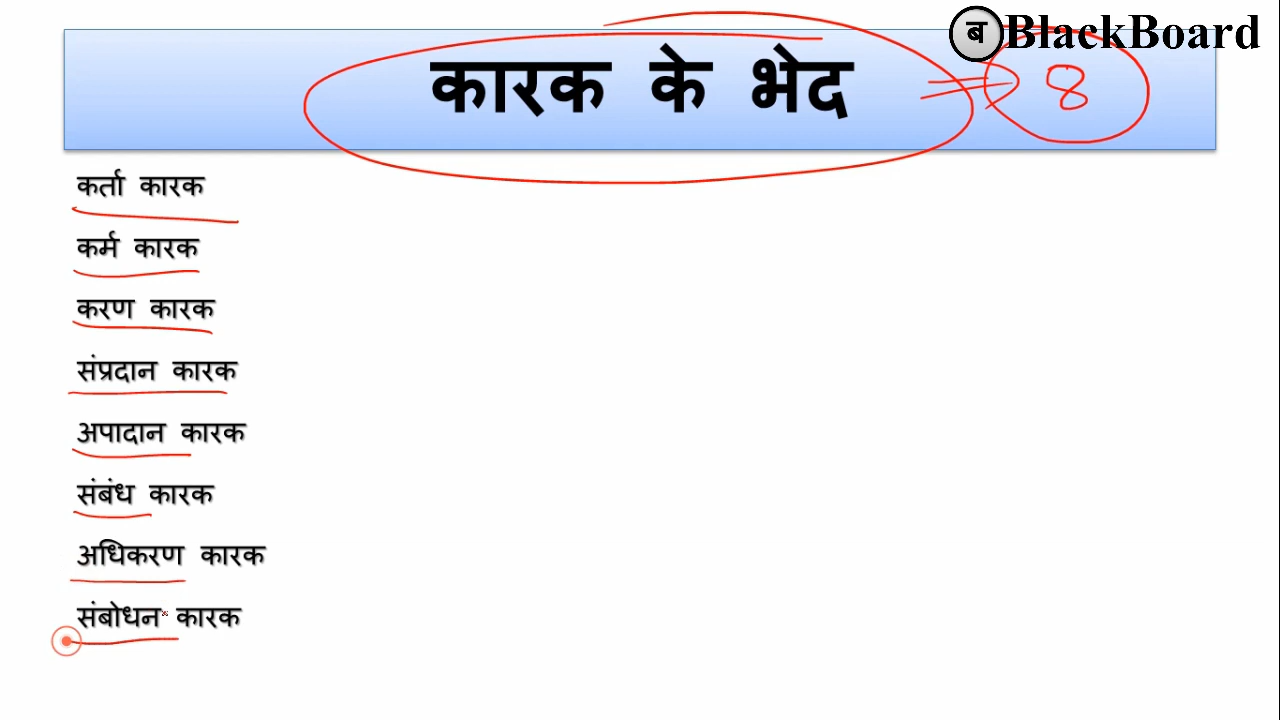 ब BlackBoard
कारक के भेद => 8
कर्ता कारक
कर्म कारक
करण कारक
संप्रदान कारक
अपादान कारक
संबंध कारक
अधिकरण कारक
संबोधन कारक